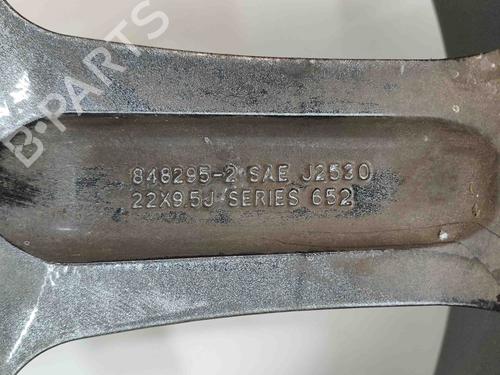 848295-2 SAE J2530
22X9.5J SERIES 652
B-PARTS